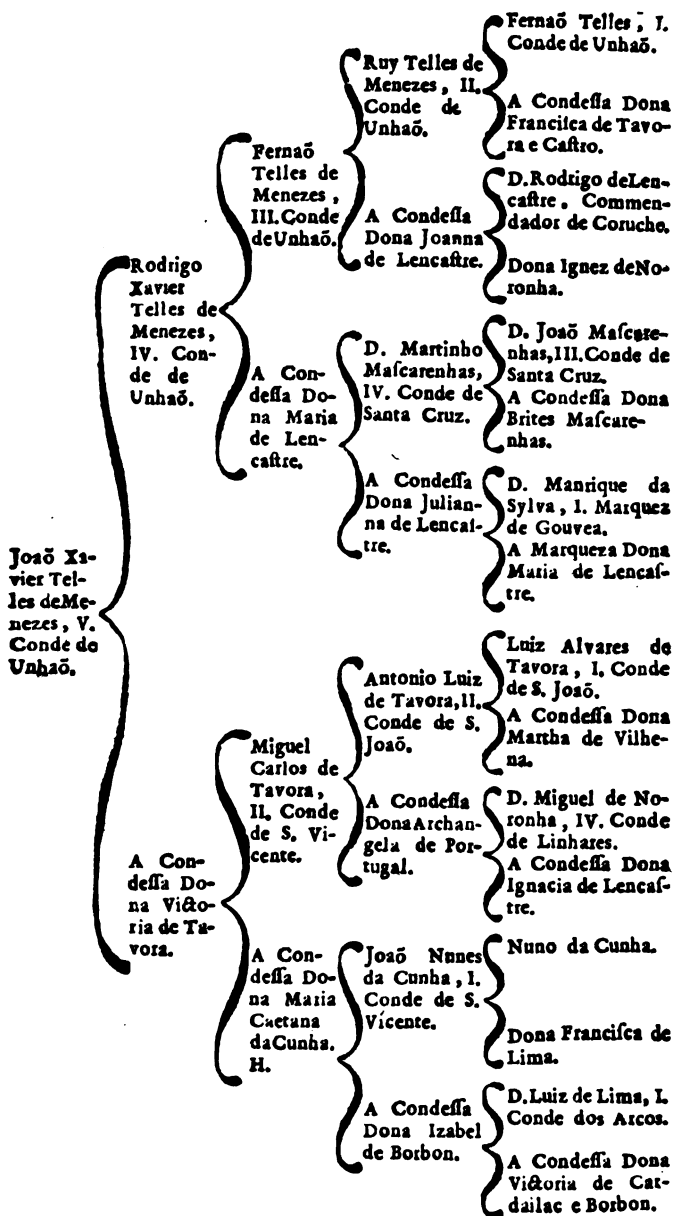 Joaõ Xa-
vier Tel-
les deMe-
nezes, V.
Conde de
Unhaõ.
Rodrigo
Xavier
Telles de
Menezes,
IV. Con-
de de
Unhaõ.
Fernaõ
Telles de
Menezes,
III. Conde
de Unhaõ.
Ruy Telles de
Menezes, II.
Conde de
Unhaõ.
Fernaõ Telles, I.
Conde de Unhaõ.
A Condeſſa Dona
Franciſca de Tavo-
ra e Caſtro.
A Condeſſa
Dona Joanna
de Lencaſtre.
D. Rodrigo deLen-
caſtre, Commen-
dador de Coruche.
Dona Ignez deNo-
ronha.
A Con-
deſſa Do-
na Maria
de Len-
caſtre.
D. Martinho
Maſcarenhas,
IV. Conde de
Santa Cruz.
D. Joaõ Maſcare-
nhas, III. Conde de
Santa Cruz.
A Condeſſa Dona
Brites Maſcare-
nhas.
A Condeſſa
Dona Julian-
na de Lencaſ-
tre.
D. Manrique da
Sylva, I. Marquez
de Gouvea.
A Marqueza Dona
Maria de Lencaſ-
tre.
A Con-
deſſa Do-
na Victo-
ria de Ta-
vora.
Miguel
Carlos de
Tavora,
II. Conde
de S. Vi-
cente.
Antonio Luiz
de Tavora, II.
Conde de S.
Joaõ.
Luiz Alvares de
Tavora, I. Conde
de S. Joaõ.
A Condeſſa Dona
Martha de Vilhe-
na.
A Condeſſa
Dona Archan-
gela de Por-
tugal.
D. Miguel de No-
ronha, IV. Conde
de Linhares.
A Condeſſa Dona
Ignacia de Lencaſ-
tre.
A Con-
deſſa Do-
na Maria
Caetana
da Cunha.
H.
Joaõ Nunes
da Cunha, I.
Conde de S.
Vicente.
Nuno da Cunha.
Dona Franciſca de
Lima.
A Condeſſa
Dona Izabel
de Borbon.
D. Luiz de Lima, I.
Conde dos Arcos.
A Condeſſa Dona
Victoria de Car-
dailac e Borbon.